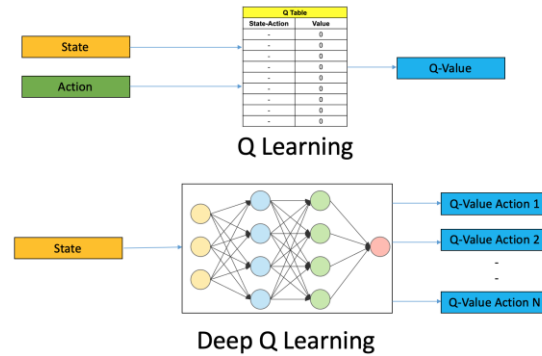 Q Table
State-Action Value
- 0
- 0
- 0
- 0
- 0
- 0
- 0
- 0
- 0
State
Action
Q-Value
Q Learning
State
Q-Value Action 1
Q-Value Action 2
-
-
Q-Value Action N
Deep Q Learning